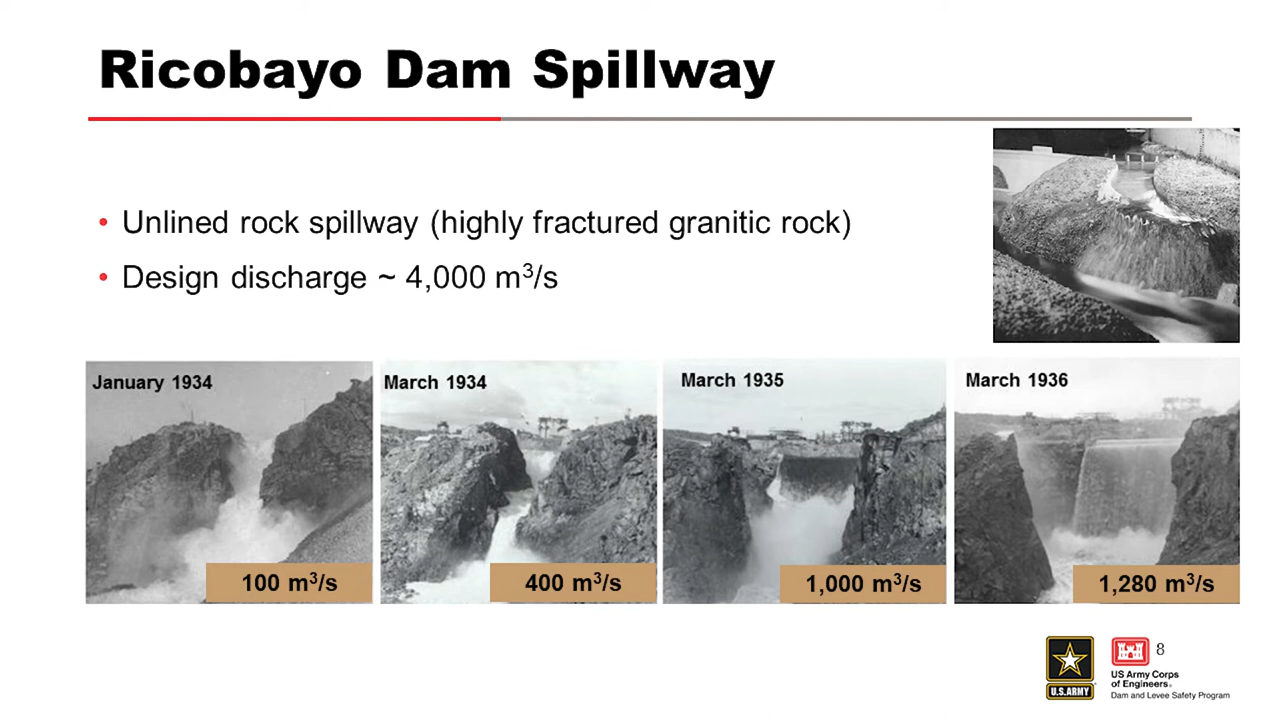 Ricobayo Dam Spillway
• Unlined rock spillway (highly fractured granitic rock)
• Design discharge ~ 4,000 m³/s
January 1934
100 m³/s
March 1934
400 m³/s
March 1935
1,000 m³/s
March 1936
1,280 m³/s
U.S. ARMY
8
US Army Corps
of Engineers®
Dam and Levee Safety Program